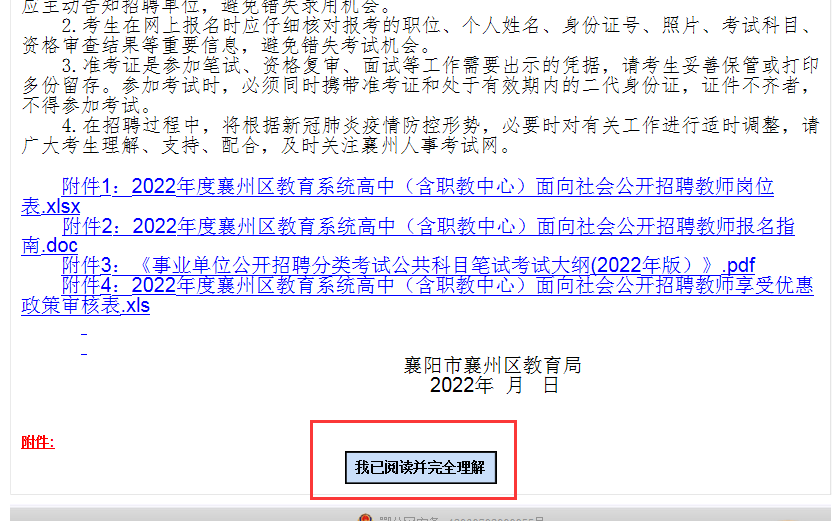 应主动告知招聘单位，避免错失录用机会。
2.考生在网上报名时应仔细核对报考的职位、个人姓名、身份证号、照片、考试科目、
资格审查结果等重要信息，避免错失考试机会。
3.准考证是参加笔试、资格复审、面试等工作需要出示的凭据，请考生妥善保管或打印
多份留存。参加考试时，必须同时携带准考证和处于有效期内的二代身份证，证件不齐者，
不得参加考试。
4.在招聘过程中，将根据新冠肺炎疫情防控形势，必要时对有关工作进行适时调整，请
广大考生理解、支持、配合，及时关注襄州人事考试网。
附件1：2022年度襄州区教育系统高中（含职教中心）面向社会公开招聘教师岗位
表.xlsx
附件2：2022年度襄州区教育系统高中（含职教中心）面向社会公开招聘教师报名指
南.doc
附件3：《事业单位公开招聘分类考试公共科目笔试考试大纲(2022年版）》.pdf
附件4：2022年度襄州区教育系统高中（含职教中心）面向社会公开招聘教师享受优惠
政策审核表.xls
襄阳市襄州区教育局
2022年 月 日
附件:
我已阅读并完全理解